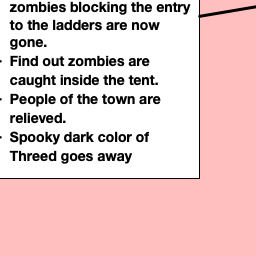 zombies blocking the entry
to the ladders are now
gone.
• Find out zombies are
caught inside the tent.
• People of the town are
relieved.
• Spooky dark color of
Threed goes away